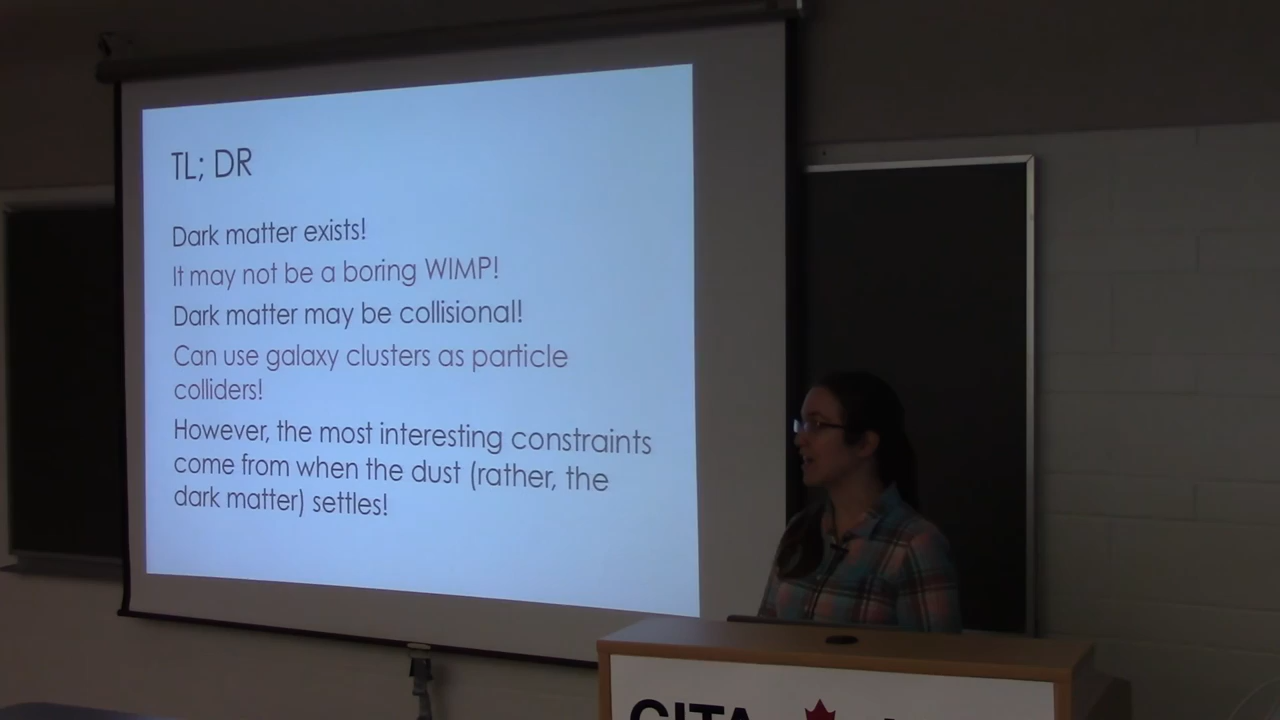 TL; DR
Dark matter exists!
It may not be a boring WIMP!
Dark matter may be collisional!
Can use galaxy clusters as particle
colliders!
However, the most interesting constraints
come from when the dust (rather, the
dark matter) settles!
CITA